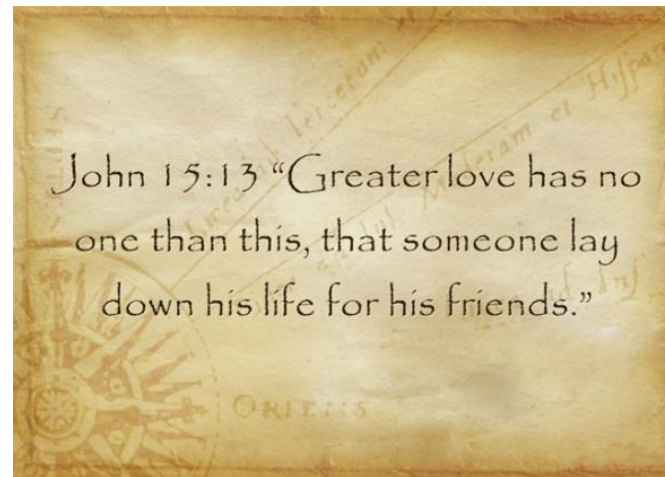 John 15:13 “Greater love has no
one than this, that someone lay
down his life for his friends.”
ORIENS